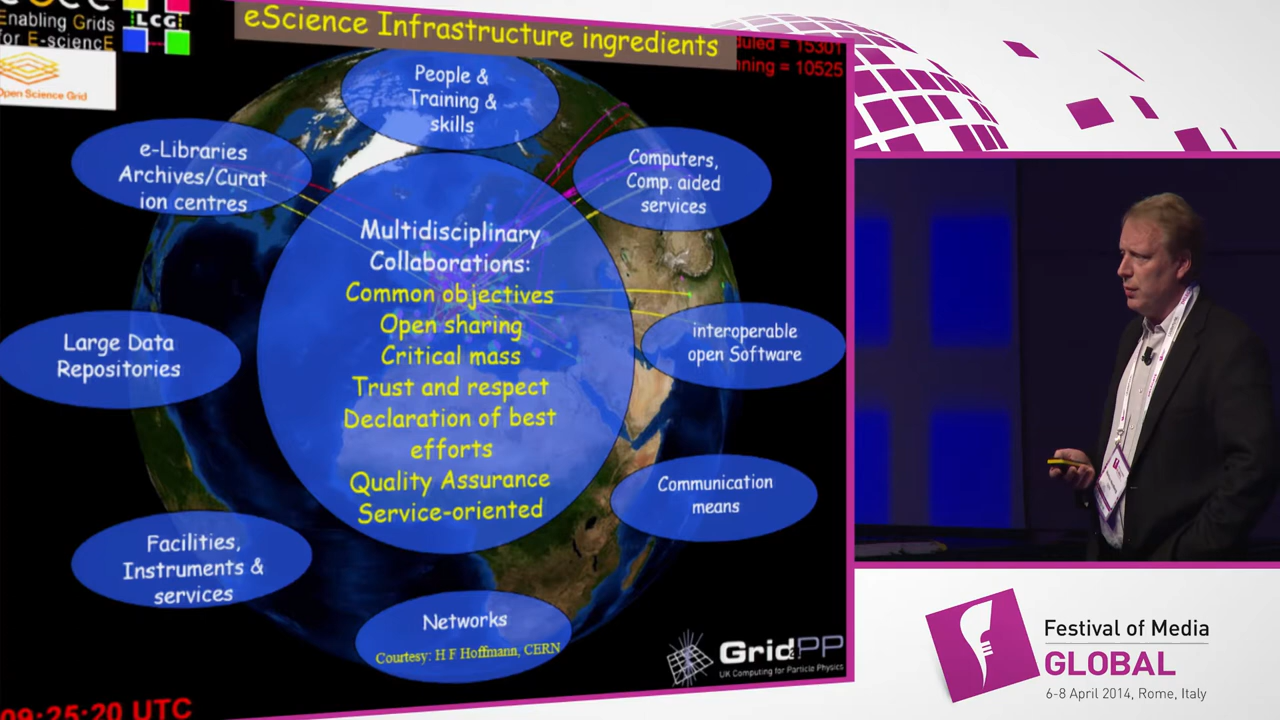 Enabling Grids
for E-sciencE
LCG
Open Science Grid
eScience Infrastructure ingredients
= 15301
= 10525
People &
Training &
skills
e-Libraries
Archives/Curat
ion centres
Computers,
Comp. aided
services
Multidisciplinary
Collaborations:
Common objectives
Open sharing
Critical mass
Trust and respect
Declaration of best
efforts
Quality Assurance
Service-oriented
Large Data
Repositories
interoperable
open Software
Communication
means
Facilities,
Instruments &
services
Networks
Courtesy: H F Hoffmann, CERN
GridPP
UK Computing for Particle Physics
09:25:20 UTC
Festival of Media
GLOBAL
6-8 April 2014, Rome, Italy